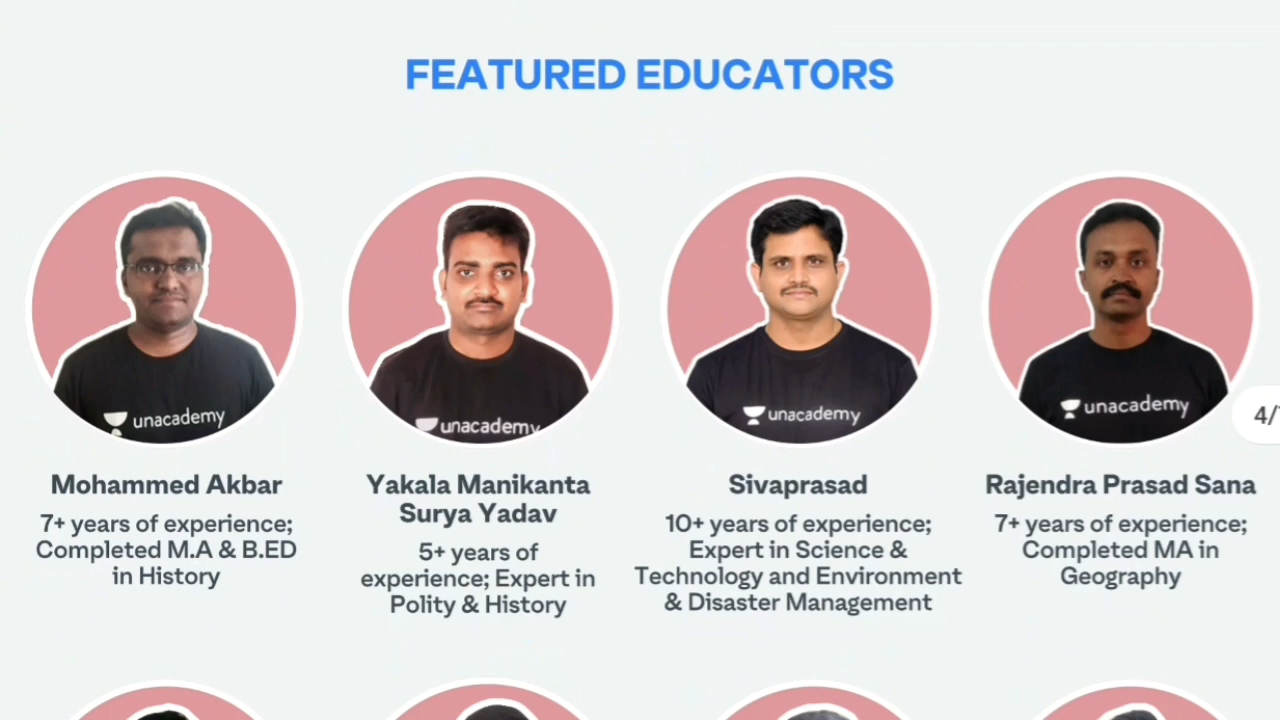 FEATURED EDUCATORS
unacademy
unacademy
unacademy
unacademy
4/
Mohammed Akbar
7+ years of experience;
Completed M.A & B.ED
in History
Yakala Manikanta
Surya Yadav
5+ years of
experience; Expert in
Polity & History
Sivaprasad
10+ years of experience;
Expert in Science &
Technology and Environment
& Disaster Management
Rajendra Prasad Sana
7+ years of experience;
Completed MA in
Geography